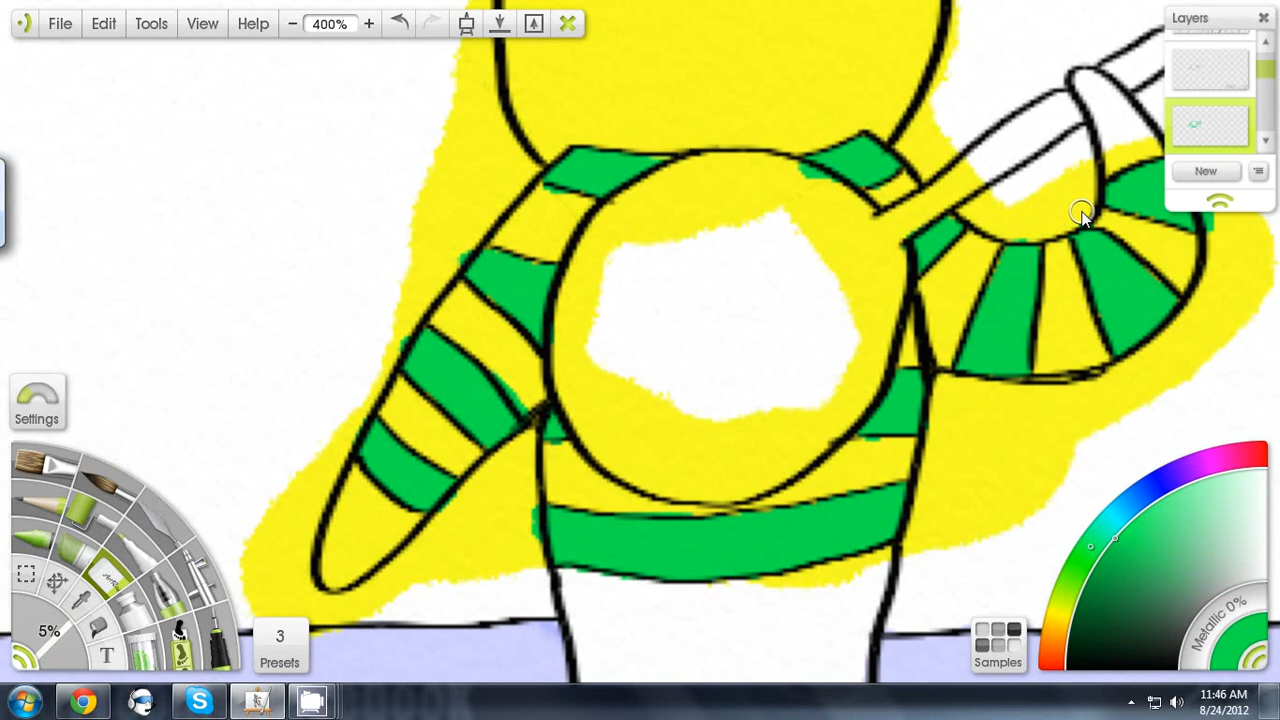 File Edit Tools View Help − 400% + Layers
New
Settings
5%
T
3
Presets
Samples
Metallic 0%
11:46 AM
8/24/2012